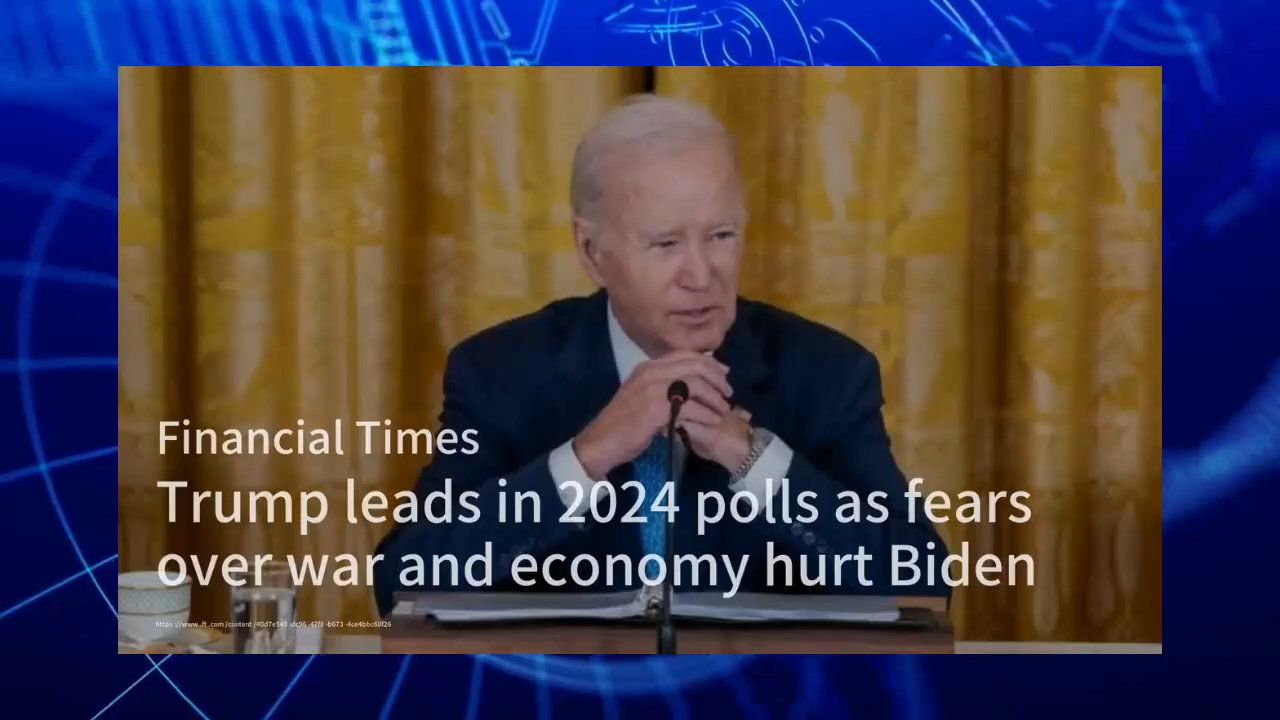 Financial Times
Trump leads in 2024 polls as fears
over war and economy hurt Biden